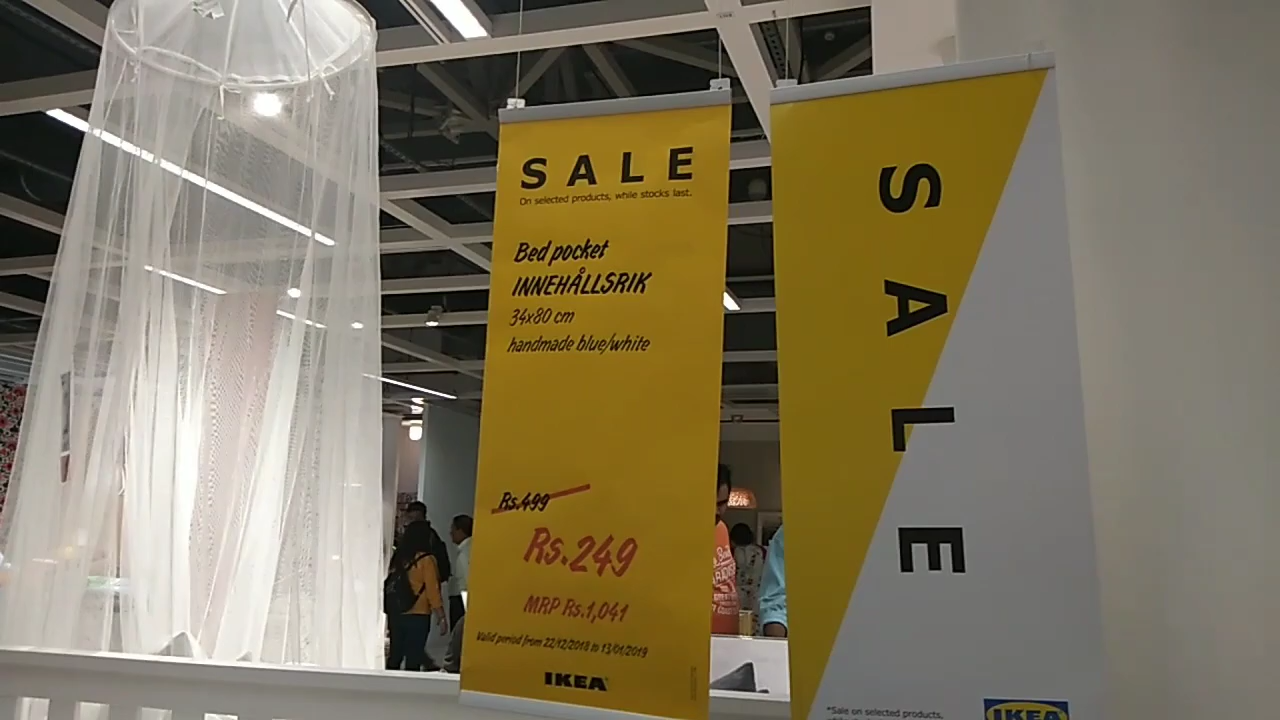 SALE
On selected products, while stocks last.
Bed pocket
INNEHÅLLSRIK
34x80 cm
handmade blue/white
Rs.499
Rs.249
MRP Rs.1,041
Valid period from 22/12/2018 to 13/01/2019
IKEA
SALE
*Sale on selected products,
IKEA